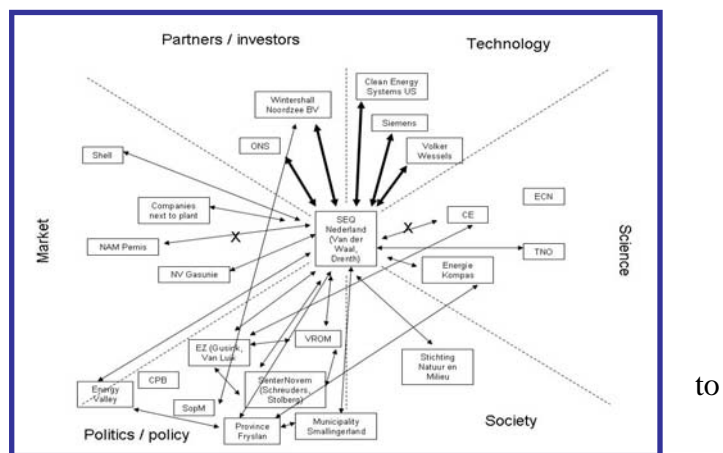 Partners / investors
Technology
Clean Energy
Systems US
Wintershall
Noordzee BV
Siemens
ONS
Volker
Wessels
Shell
ECN
Companies
next to plant
SEQ
Nederland
(Van der
Waal,
Drenth)
X
CE
X
Market
NAM Pernis
TNO
Science
NV Gasunie
Energie
Kompas
VROM
EZ (Gusink,
Van Luijk
Stichting
Natuur en
Milieu
Energy
Valley
CPB
SenterNovem
(Schreuders,
Stolberg)
to
SopM
Province
Fryslan
Municipality
Smallingerland
Society
Politics / policy